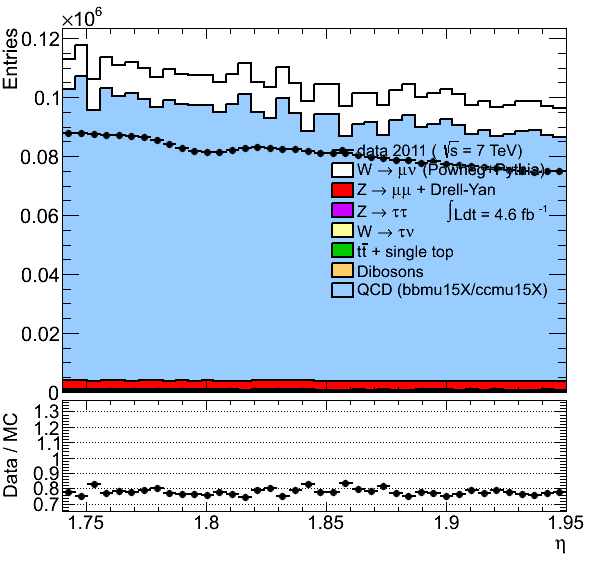 ×10⁶
Entries
0.12
0.1
0.08
0.06
0.04
0.02
0
data 2011 ( √s = 7 TeV)
W → μν (Powheg+Pythia)
Z → μμ + Drell-Yan
Z → ττ
∫Ldt = 4.6 fb⁻¹
W → τν
tt̄ + single top
Dibosons
QCD (bbmu15X/ccmu15X)
Data / MC
1.3
1.2
1.1
1
0.9
0.8
0.7
1.75 1.8 1.85 1.9 1.95
η